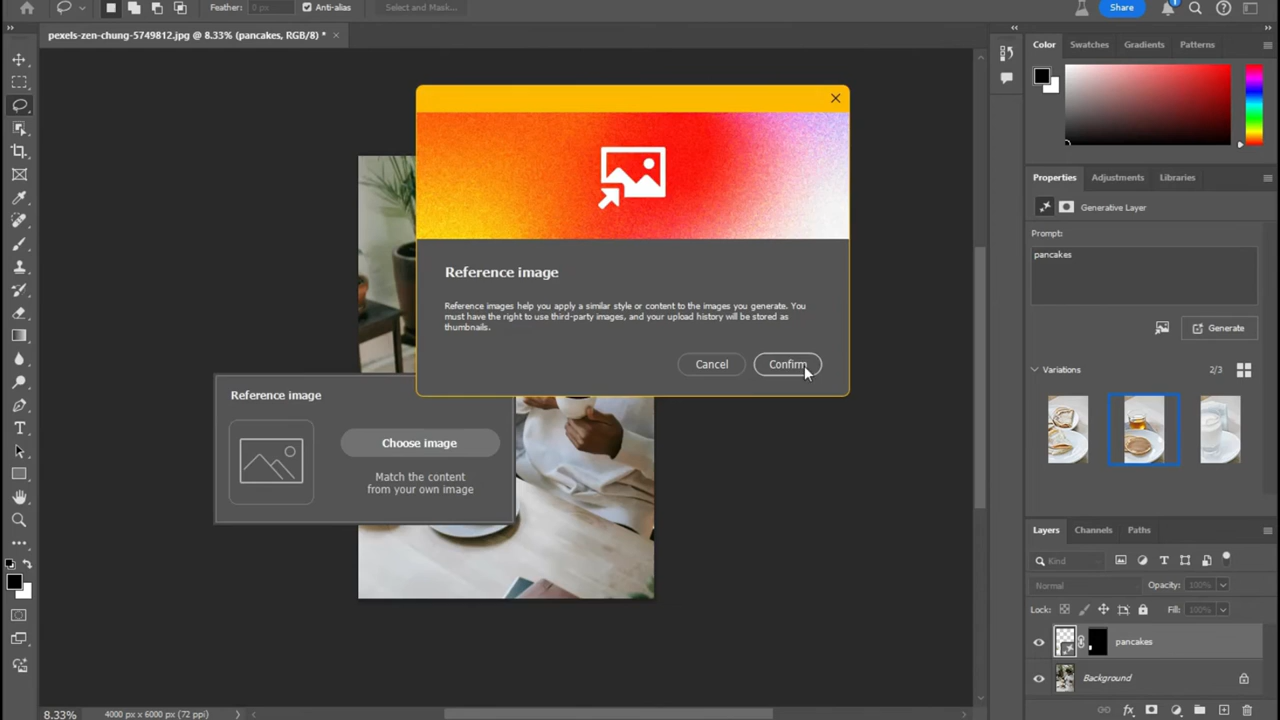 Feather: 0 px Anti-alias Select and Mask... Share 1
pexels-zen-chung-5749812.jpg @ 8.33% (pancakes, RGB/8) *
Color Swatches Gradients Patterns
Properties Adjustments Libraries
Generative Layer
Prompt:
pancakes
Generate
Variations 2/3
Reference image
Reference images help you apply a similar style or content to the images you generate. You
must have the right to use third-party images, and your upload history will be stored as
thumbnails.
Cancel Confirm
Reference image
Choose image
Match the content
from your own image
Layers Channels Paths
Kind
Normal Opacity: 100%
Lock: Fill: 100%
pancakes
Background
8.33% 4000 px x 6000 px (72 ppi)